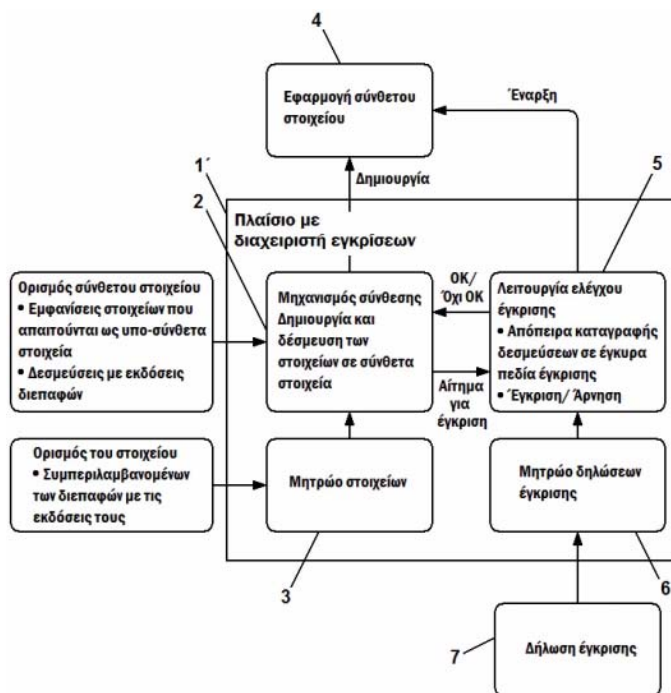 4
Εφαρμογή σύνθετου
στοιχείου
Έναρξη
Δημιουργία
1´
2
5
Πλαίσιο με
διαχειριστή εγκρίσεων
Ορισμός σύνθετου στοιχείου
• Εμφανίσεις στοιχείων που
απαιτούνται ως υπο-σύνθετα
στοιχεία
• Δεσμεύσεις με εκδόσεις
διεπαφών
Μηχανισμός σύνθεσης
Δημιουργία και
δέσμευση των
στοιχείων σε σύνθετα
στοιχεία
OK/
Όχι OK
Αίτημα
για
έγκριση
Λειτουργία ελέγχου
έγκρισης
• Απόπειρα καταγραφής
δεσμεύσεων σε έγκυρα
πεδία έγκρισης
• Έγκριση/ Άρνηση
Ορισμός του στοιχείου
• Συμπεριλαμβανομένων
των διεπαφών με τις
εκδόσεις τους
Μητρώο στοιχείων
Μητρώο δηλώσεων
έγκρισης
3
6
7
Δήλωση έγκρισης